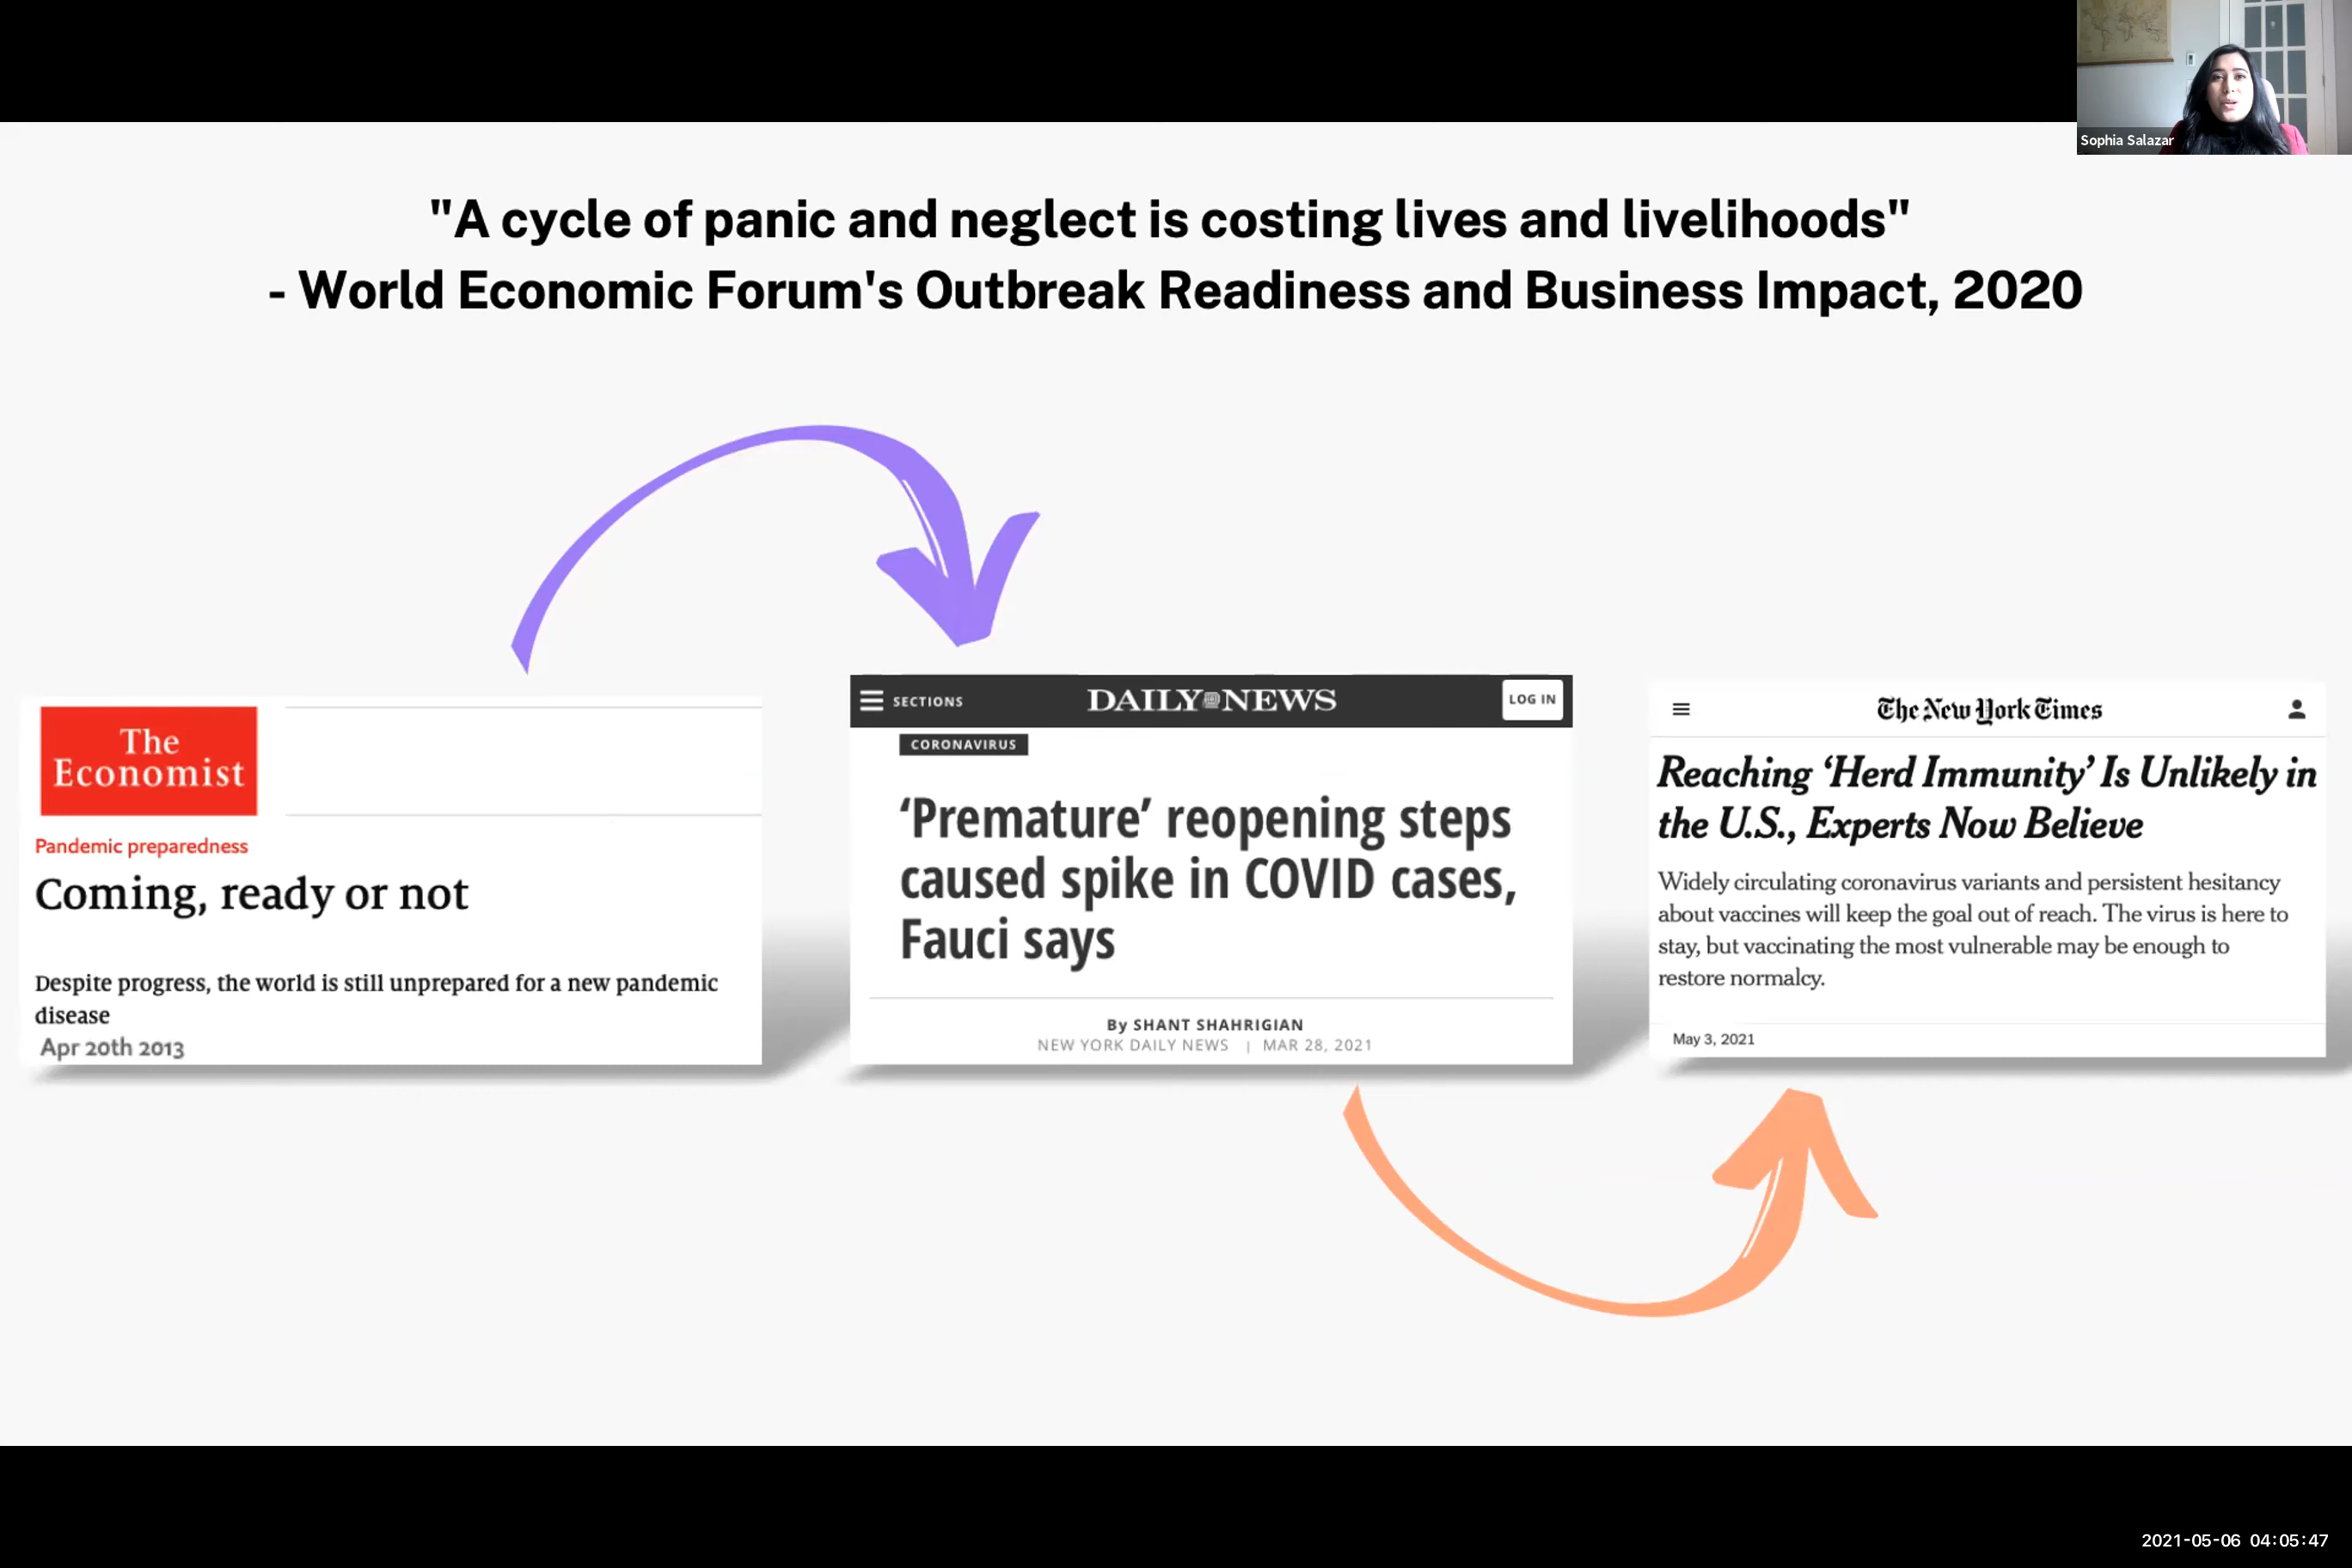 Sophia Salazar
"A cycle of panic and neglect is costing lives and livelihoods"
- World Economic Forum's Outbreak Readiness and Business Impact, 2020
The
Economist
Pandemic preparedness
Coming, ready or not
Despite progress, the world is still unprepared for a new pandemic
disease
Apr 20th 2013
SECTIONS
DAILY NEWS
LOG IN
CORONAVIRUS
‘Premature’ reopening steps
caused spike in COVID cases,
Fauci says
By SHANT SHAHRIGIAN
NEW YORK DAILY NEWS | MAR 28, 2021
The New York Times
Reaching ‘Herd Immunity’ Is Unlikely in
the U.S., Experts Now Believe
Widely circulating coronavirus variants and persistent hesitancy
about vaccines will keep the goal out of reach. The virus is here to
stay, but vaccinating the most vulnerable may be enough to
restore normalcy.
May 3, 2021
2021-05-06 04:05:47